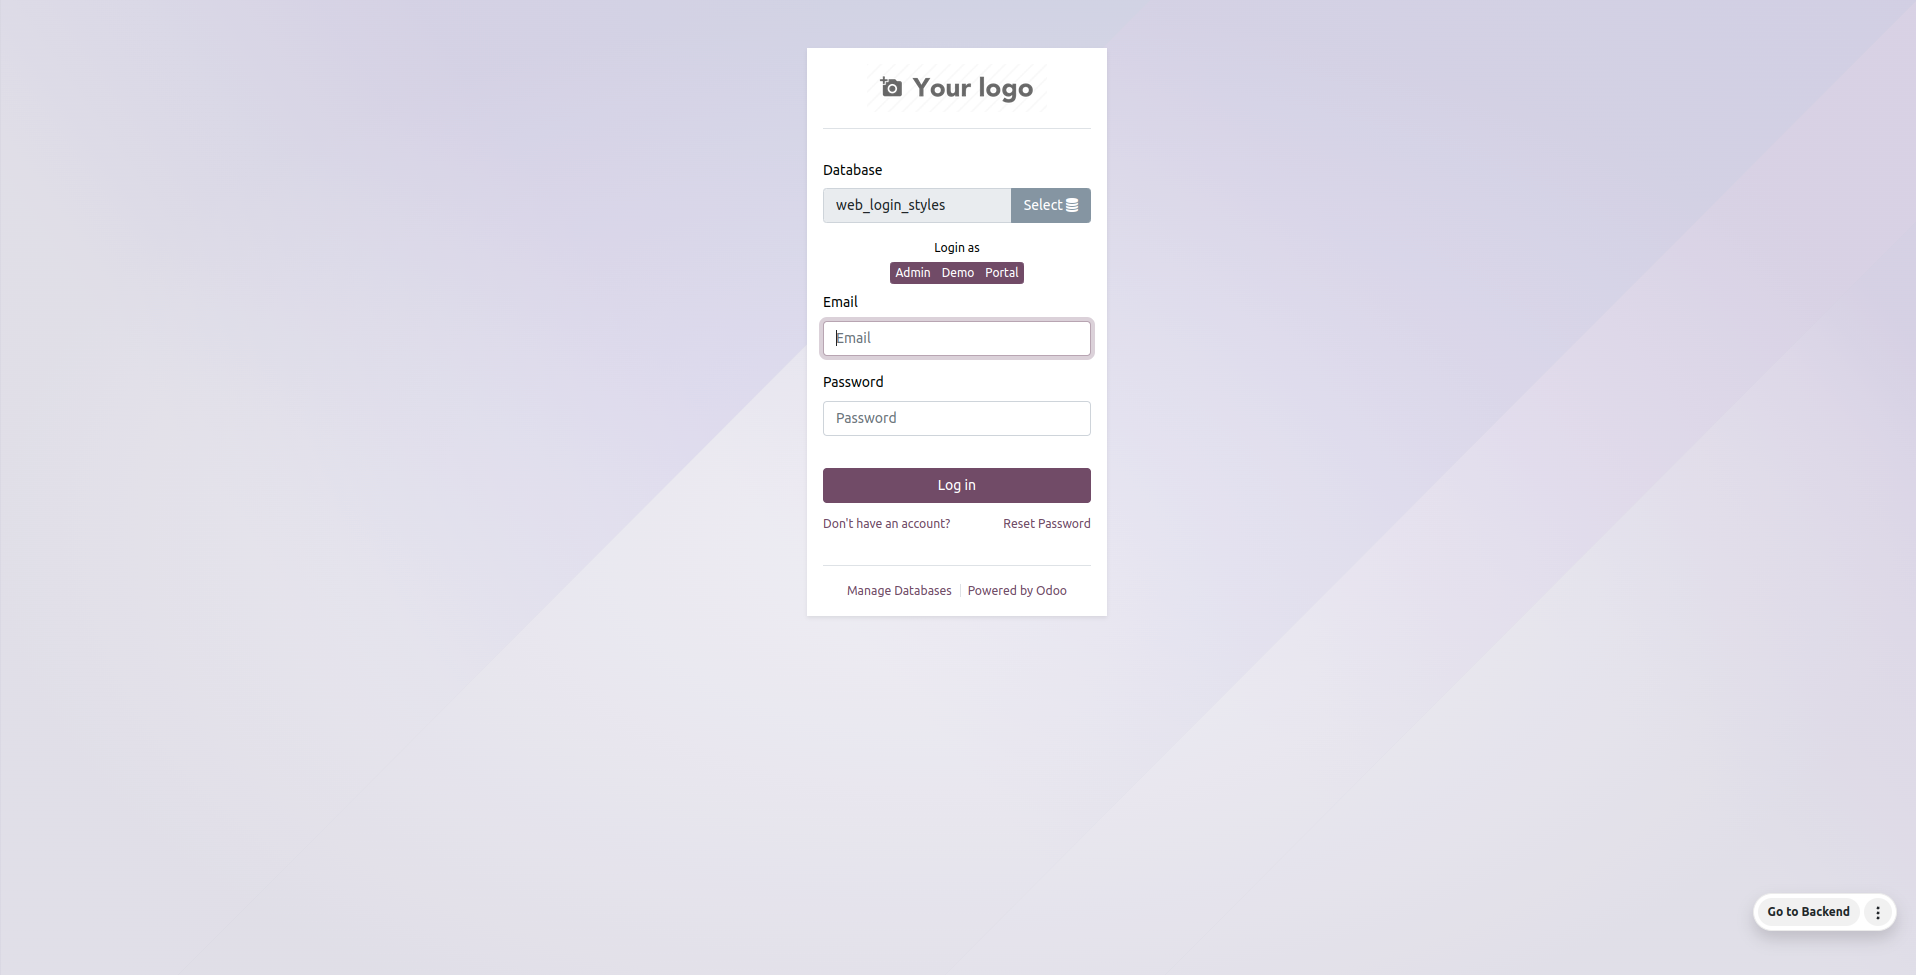 Your logo
Database
web_login_styles Select
Login as
Admin Demo Portal
Email
Email
Password
Password
Log in
Don't have an account? Reset Password
Manage Databases Powered by Odoo
Go to Backend